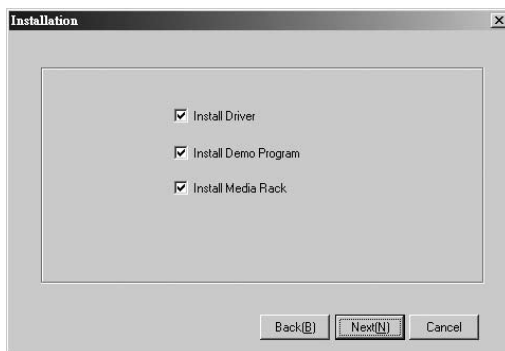 Installation
Install Driver
Install Demo Program
Install Media Rack
Back(B) Next(N) Cancel